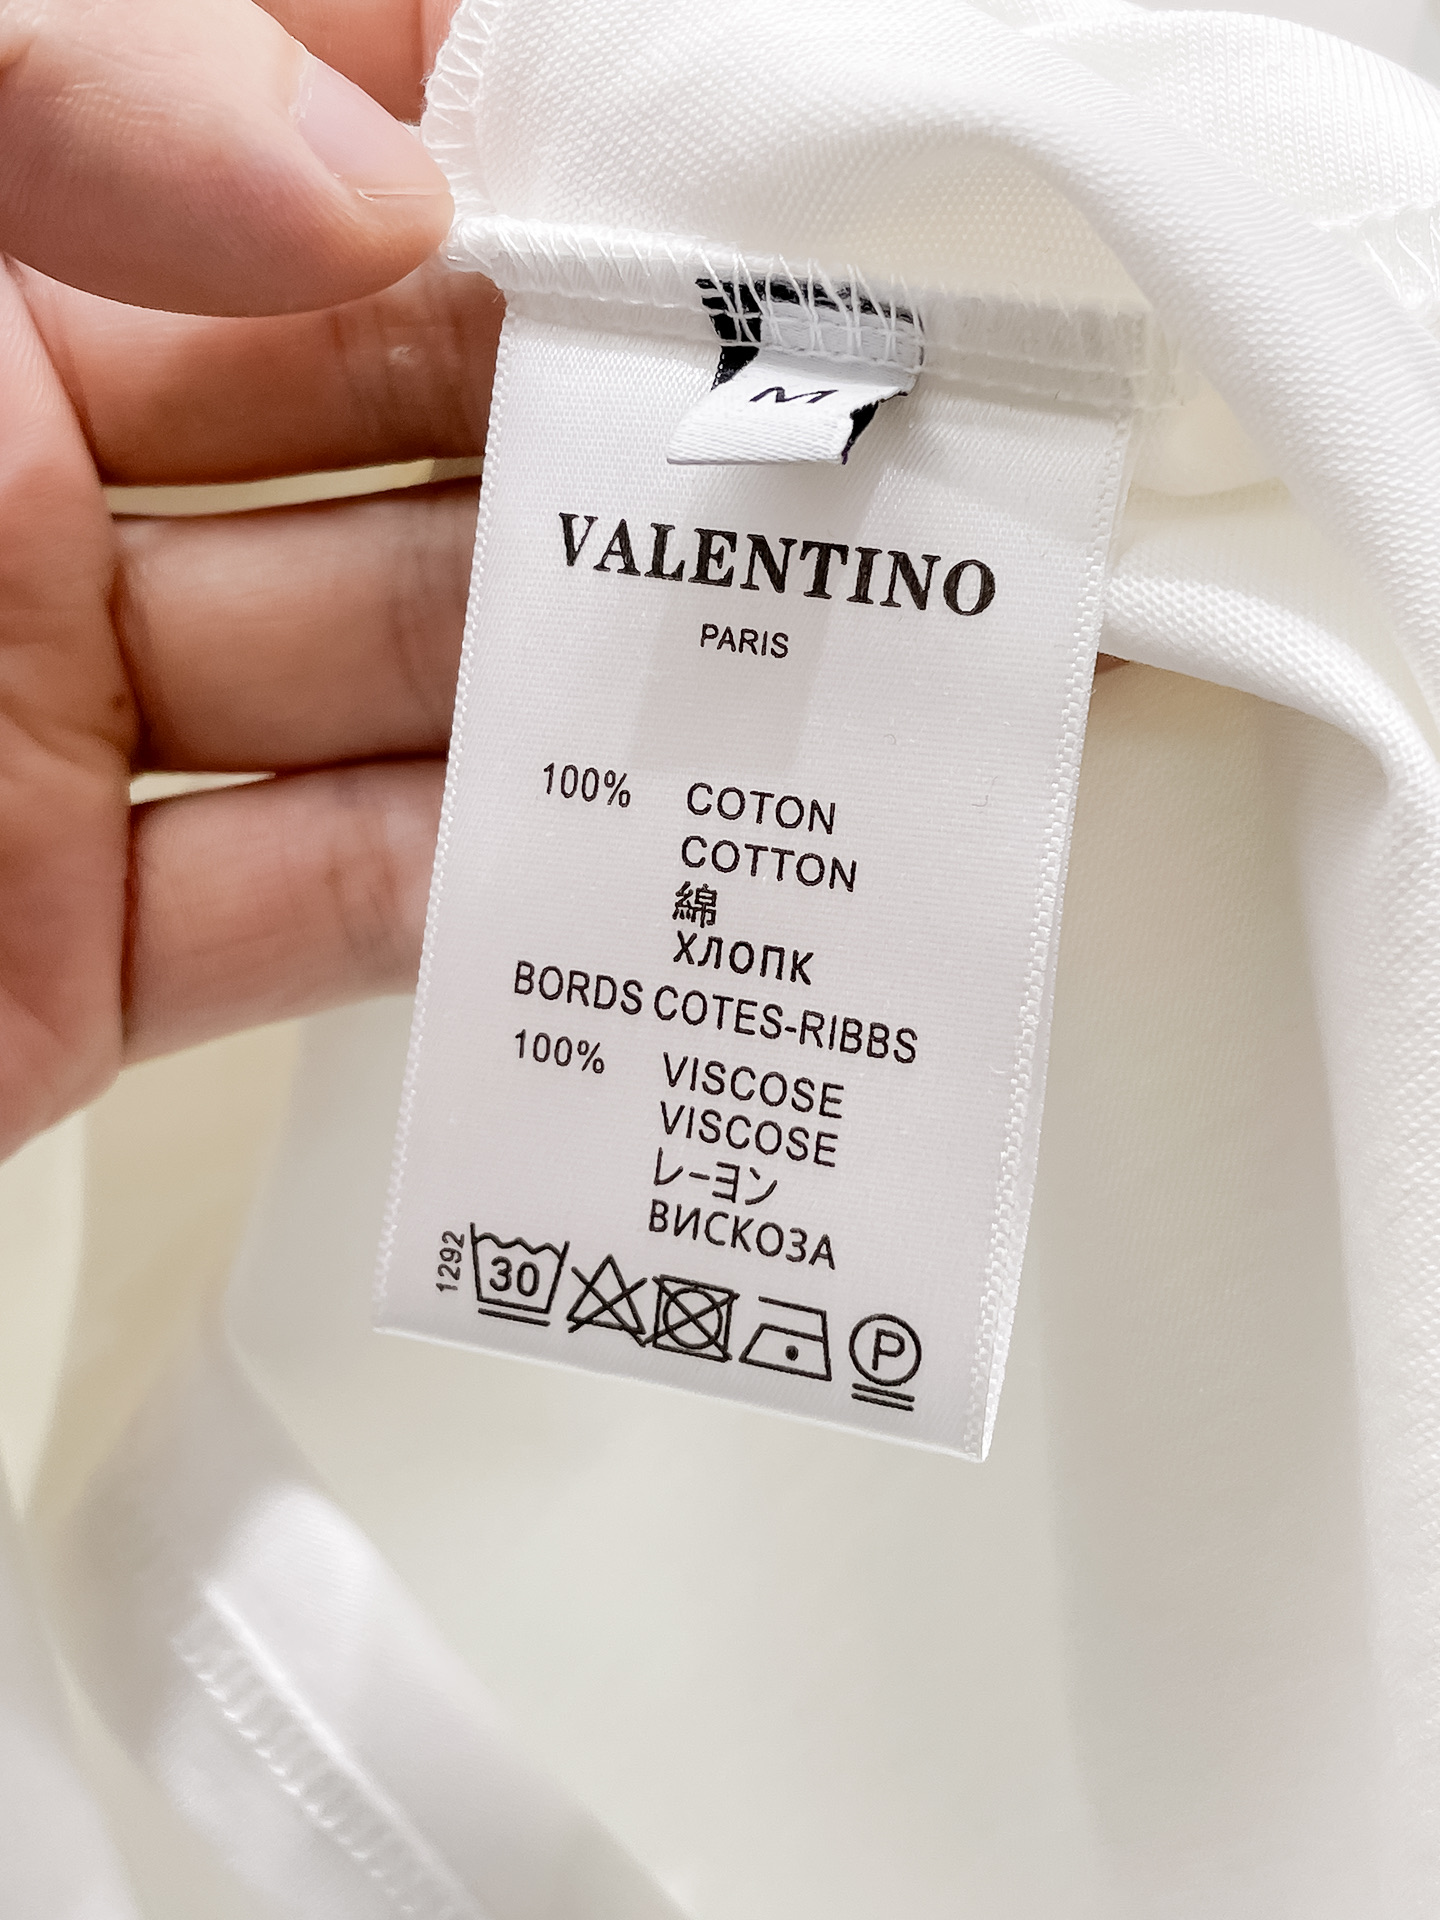 M
VALENTINO
PARIS
100% COTON
COTTON
綿
ХЛОПК
BORDS COTES-RIBBS
100% VISCOSE
VISCOSE
レーヨン
ВИСКОЗА
1292 30 P